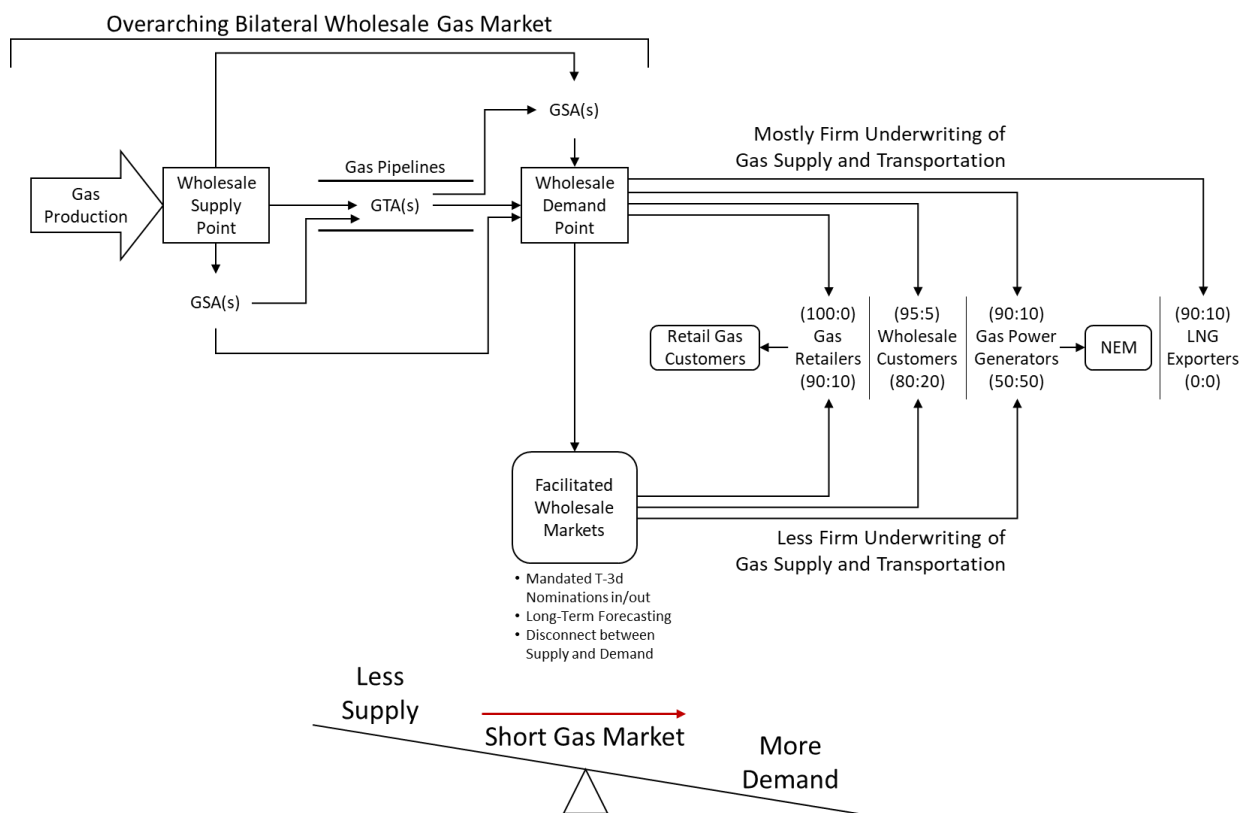 Overarching Bilateral Wholesale Gas Market
GSA(s)
Mostly Firm Underwriting of
Gas Supply and Transportation
Gas Pipelines
Gas
Production
Wholesale
Supply
Point
GTA(s)
Wholesale
Demand
Point
GSA(s)
Retail Gas
Customers
(100:0)
Gas
Retailers
(90:10)
(95:5)
Wholesale
Customers
(80:20)
(90:10)
Gas Power
Generators
(50:50)
NEM
(90:10)
LNG
Exporters
(0:0)
Facilitated
Wholesale
Markets
Less Firm Underwriting of
Gas Supply and Transportation
• Mandated T-3d
Nominations in/out
• Long-Term Forecasting
• Disconnect between
Supply and Demand
Less
Supply
Short Gas Market
More
Demand